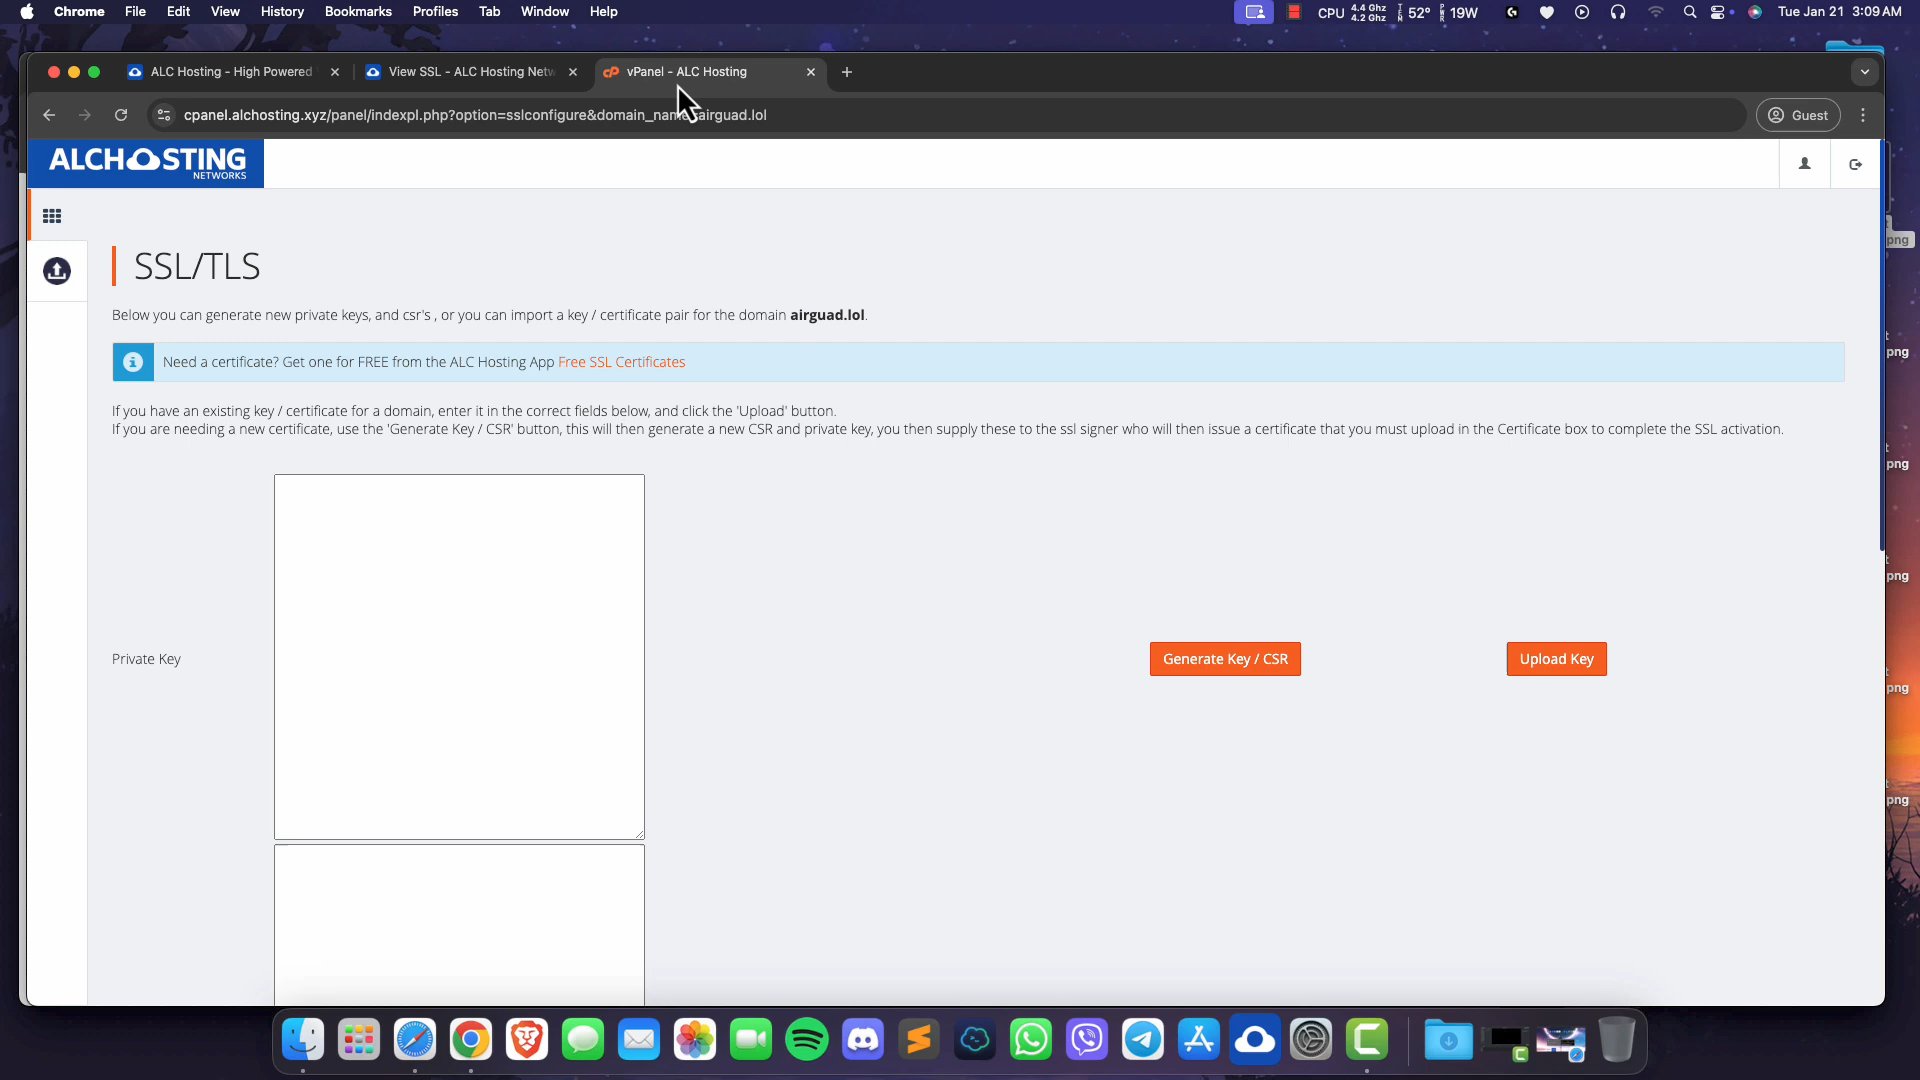 Chrome File Edit View History Bookmarks Profiles Tab Window Help
CPU 4.4 Ghz 4.2 Ghz 52° 19W Tue Jan 21 3:09 AM
ALC Hosting - High Powered
View SSL - ALC Hosting Netw
vPanel - ALC Hosting
cpanel.alchosting.xyz/panel/indexpl.php?option=sslconfigure&domain_nam airguad.lol
Guest
ALCHOSTING
NETWORKS
SSL/TLS
Below you can generate new private keys, and csr's , or you can import a key / certificate pair for the domain airguad.lol.
Need a certificate? Get one for FREE from the ALC Hosting App Free SSL Certificates
If you have an existing key / certificate for a domain, enter it in the correct fields below, and click the 'Upload' button.
If you are needing a new certificate, use the 'Generate Key / CSR' button, this will then generate a new CSR and private key, you then supply these to the ssl signer who will then issue a certificate that you must upload in the Certificate box to complete the SSL activation.
Private Key
Generate Key / CSR
Upload Key
png
png
png
png
png
png